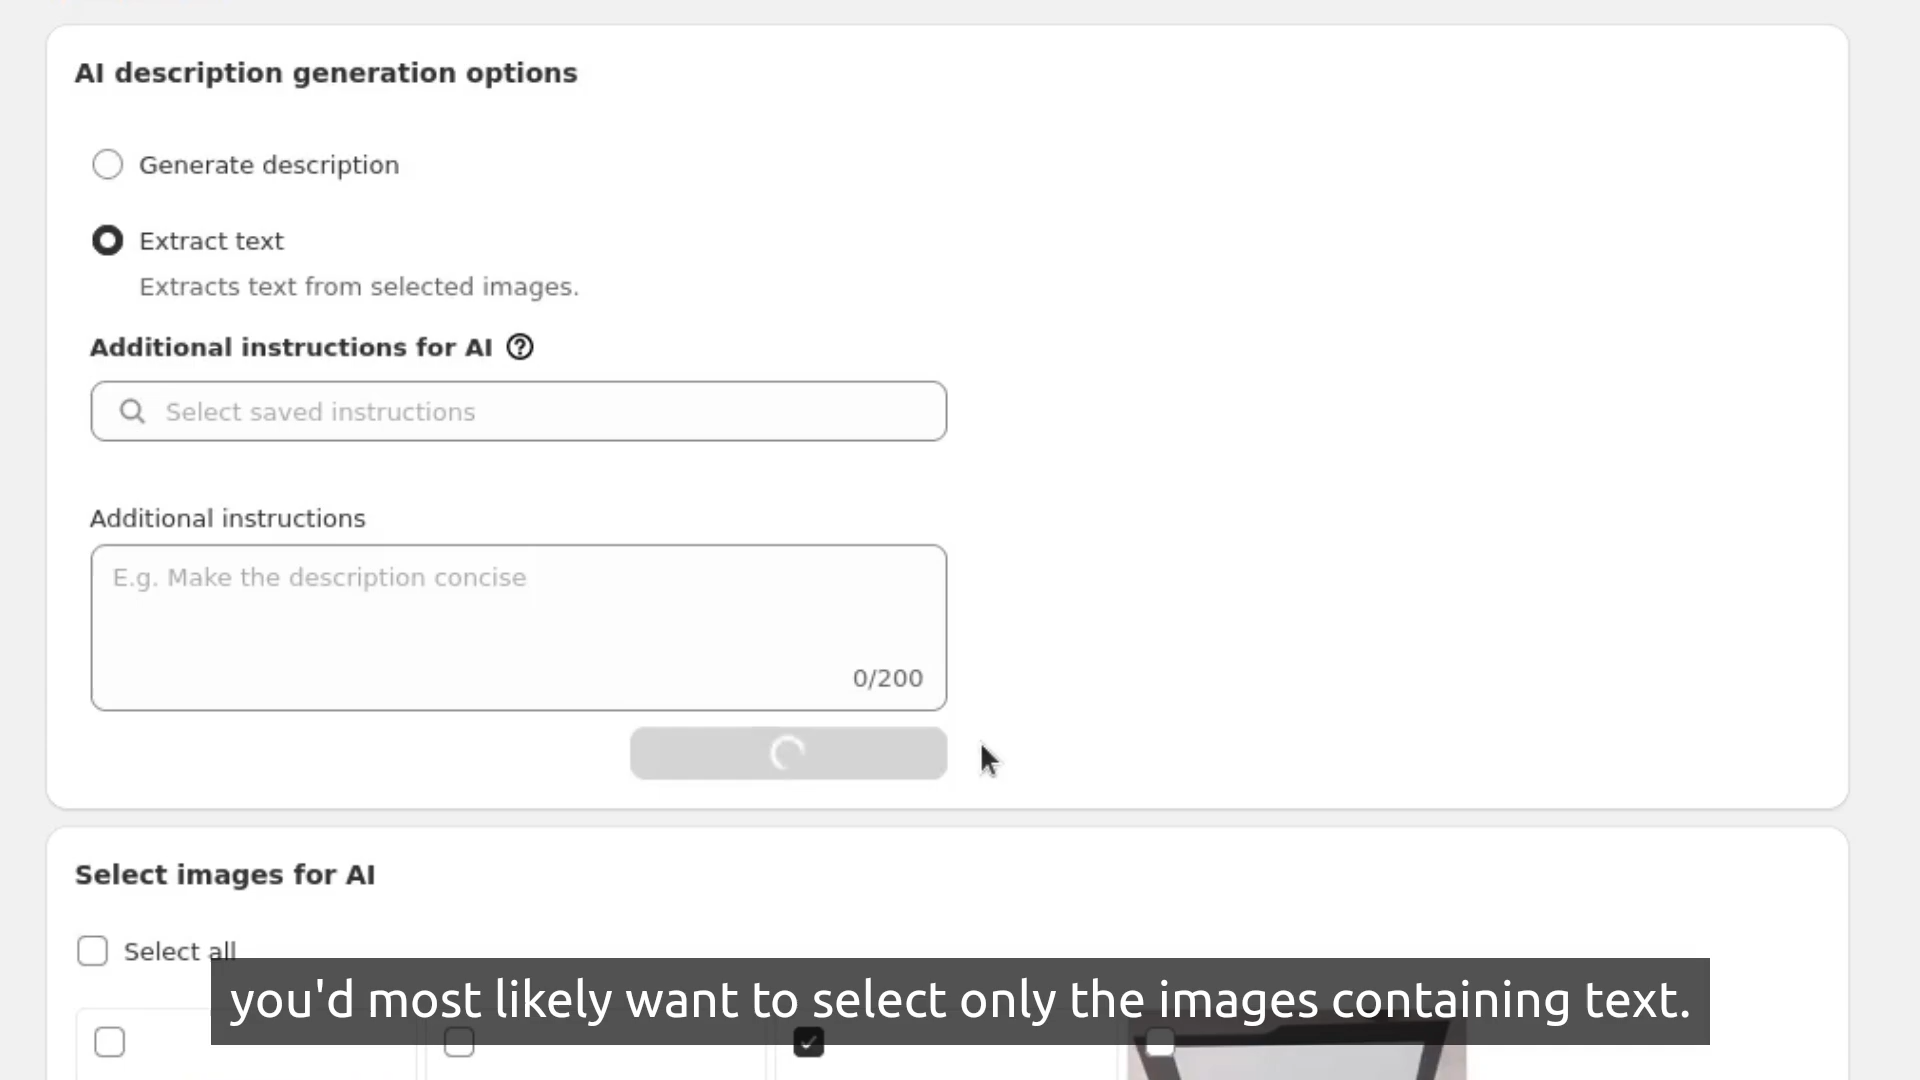 AI description generation options
Generate description
Extract text
Extracts text from selected images.
Additional instructions for AI
Select saved instructions
Additional instructions
E.g. Make the description concise
0/200
Select images for AI
Select all
you'd most likely want to select only the images containing text.